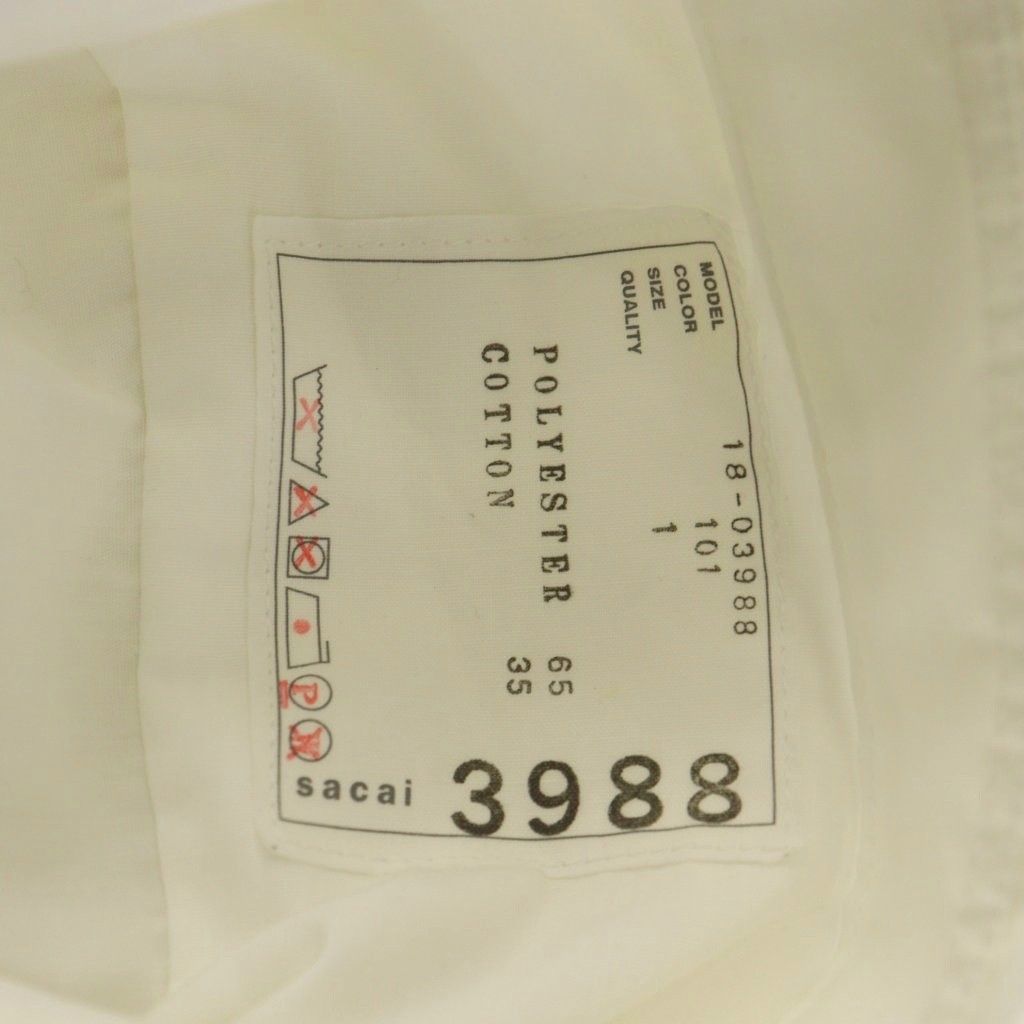 MODEL 18-03988
COLOR 101
SIZE 1
QUALITY
POLYESTER 65
COTTON 35
P
W
sacai
3988